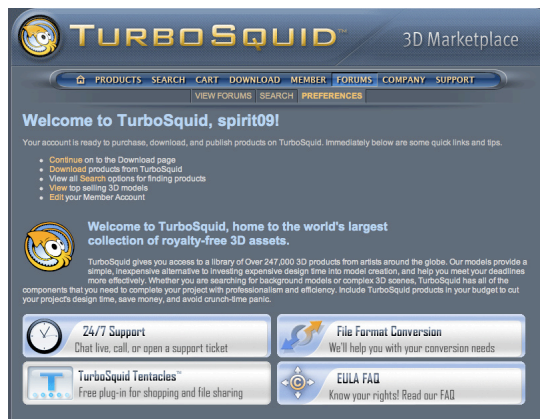 TURBOSQUID™
3D Marketplace
PRODUCTS SEARCH CART DOWNLOAD MEMBER FORUMS COMPANY SUPPORT
VIEW FORUMS SEARCH PREFERENCES
Welcome to TurboSquid, spirit09!
Your account is ready to purchase, download, and publish products on TurboSquid. Immediately below are some quick links and tips.
Continue on to the Download page
Download products from TurboSquid
View all Search options for finding products
View top selling 3D models
Edit your Member Account
Welcome to TurboSquid, home to the world's largest
collection of royalty-free 3D assets.
TurboSquid gives you access to a library of Over 247,000 3D products from artists around the globe. Our models provide a
simple, inexpensive alternative to investing expensive design time into model creation, and help you meet your deadlines
more effectively. Whether you are searching for background models or complex 3D scenes, TurboSquid has all of the
components that you need to complete your project with professionalism and efficiency. Include TurboSquid products in your budget to cut
your project's design time, save money, and avoid crunch-time panic.
24/7 Support
Chat live, call, or open a support ticket
File Format Conversion
We'll help you with your conversion needs
TurboSquid Tentacles™
Free plug-in for shopping and file sharing
EULA FAQ
Know your rights! Read our FAQ